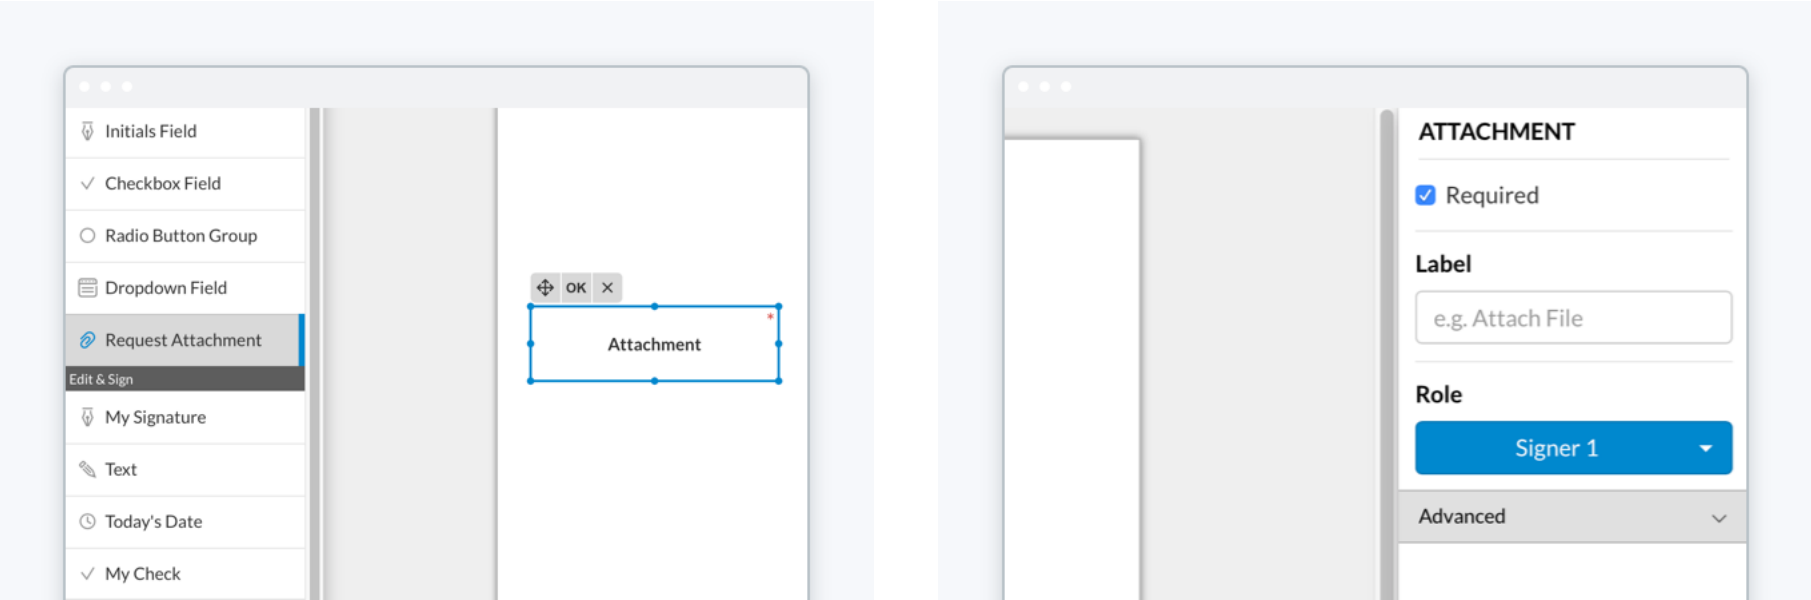 Initials Field
Checkbox Field
Radio Button Group
Dropdown Field
Request Attachment
Edit & Sign
My Signature
Text
Today's Date
My Check
OK
*
Attachment
ATTACHMENT
Required
Label
e.g. Attach File
Role
Signer 1
Advanced